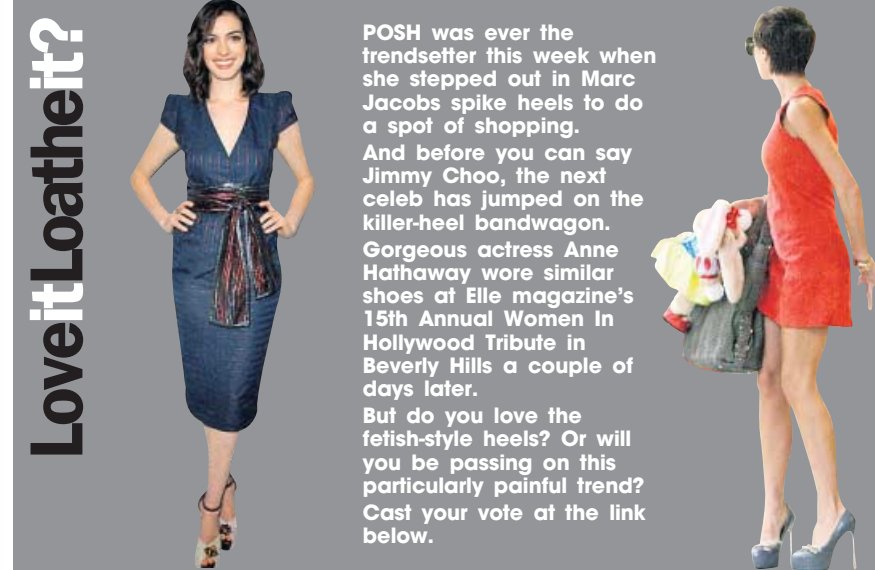 LoveitLoatheit?
POSH was ever the
trendsetter this week when
she stepped out in Marc
Jacobs spike heels to do
a spot of shopping.
And before you can say
Jimmy Choo, the next
celeb has jumped on the
killer-heel bandwagon.
Gorgeous actress Anne
Hathaway wore similar
shoes at Elle magazine's
15th Annual Women In
Hollywood Tribute in
Beverly Hills a couple of
days later.
But do you love the
fetish-style heels? Or will
you be passing on this
particularly painful trend?
Cast your vote at the link
below.